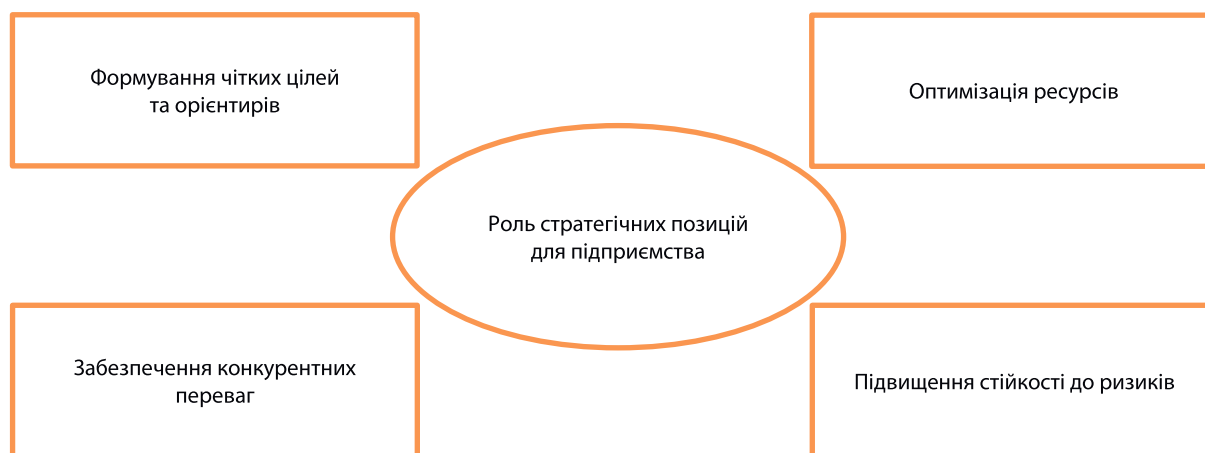 Формування чітких цілей
та орієнтирів
Оптимізація ресурсів
Роль стратегічних позицій
для підприємства
Забезпечення конкурентних
переваг
Підвищення стійкості до ризиків